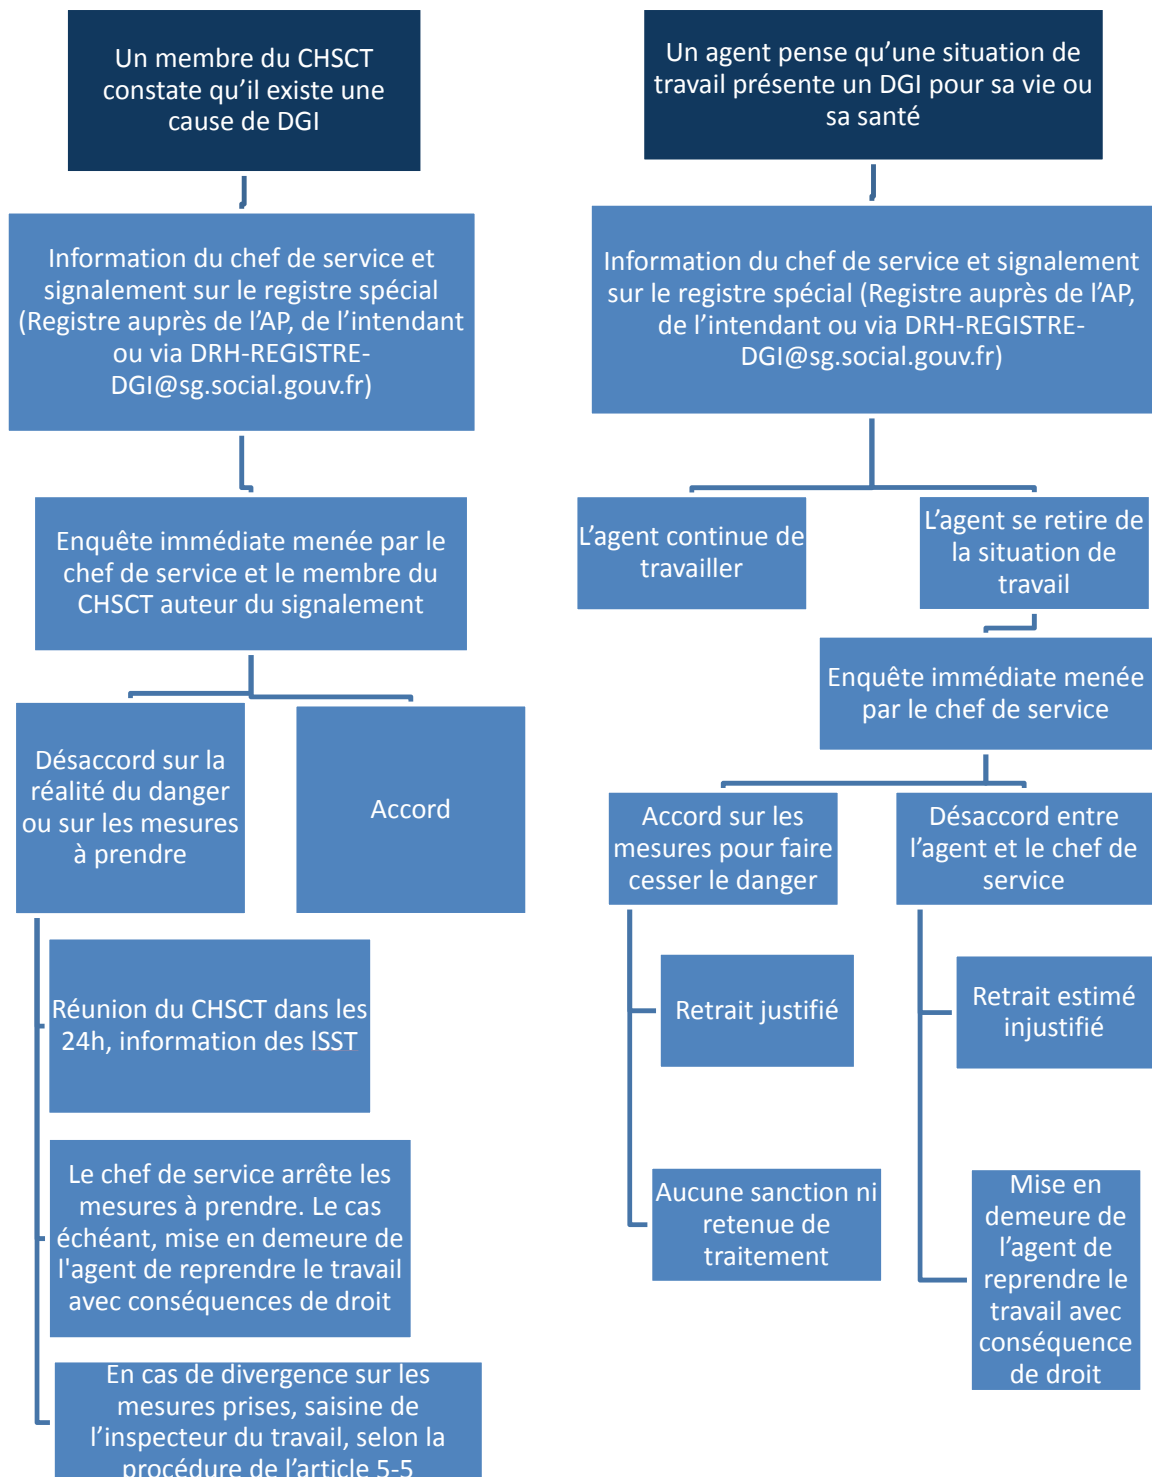 Un membre du CHSCT
constate qu’il existe une
cause de DGI
Information du chef de service et
signalement sur le registre spécial
(Registre auprès de l’AP, de l’intendant
ou via DRH-REGISTRE-
DGI@sg.social.gouv.fr)
Enquête immédiate menée par le
chef de service et le membre du
CHSCT auteur du signalement
Désaccord sur la
réalité du danger
ou sur les mesures
à prendre
Accord
Réunion du CHSCT dans les
24h, information des ISST
Le chef de service arrête les
mesures à prendre. Le cas
échéant, mise en demeure de
l'agent de reprendre le travail
avec conséquences de droit
En cas de divergence sur les
mesures prises, saisine de
l’inspecteur du travail, selon la
procédure de l’article 5-5
Un agent pense qu’une situation de
travail présente un DGI pour sa vie ou
sa santé
Information du chef de service et signalement
sur le registre spécial (Registre auprès de l’AP,
de l’intendant ou via DRH-REGISTRE-
DGI@sg.social.gouv.fr)
L’agent continue de
travailler
L’agent se retire de
la situation de
travail
Enquête immédiate menée
par le chef de service
Accord sur les
mesures pour faire
cesser le danger
Retrait justifié
Aucune sanction ni
retenue de
traitement
Désaccord entre
l’agent et le chef de
service
Retrait estimé
injustifié
Mise en
demeure de
l’agent de
reprendre le
travail avec
conséquence
de droit